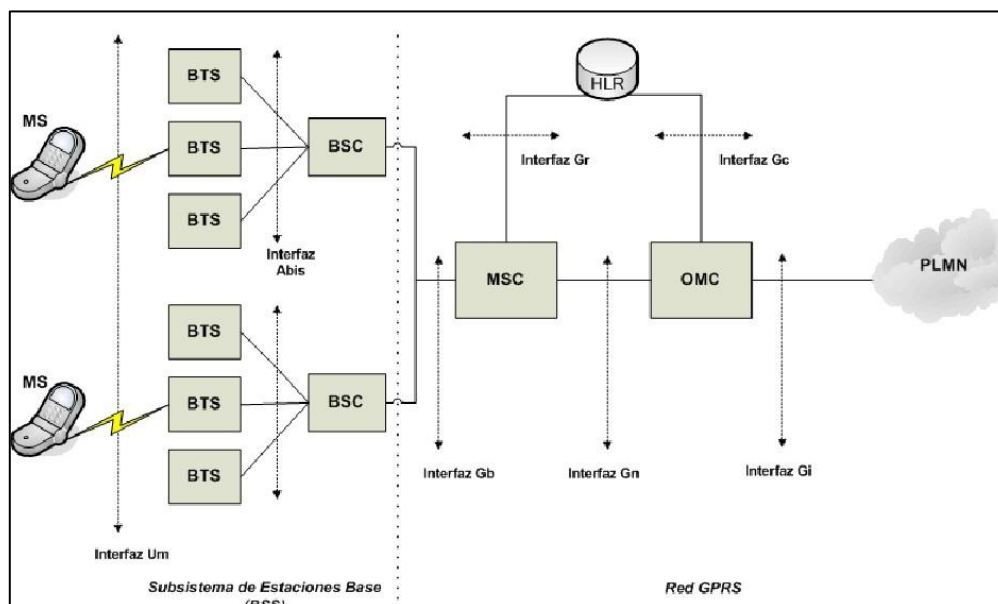 MS
BTS
BTS
BTS
BSC
Interfaz
Abis
HLR
Interfaz Gr
Interfaz Gc
MSC
OMC
PLMN
MS
BTS
BTS
BTS
BSC
Interfaz Gb
Interfaz Gn
Interfaz Gi
Interfaz Um
Subsistema de Estaciones Base
(BSS)
Red GPRS